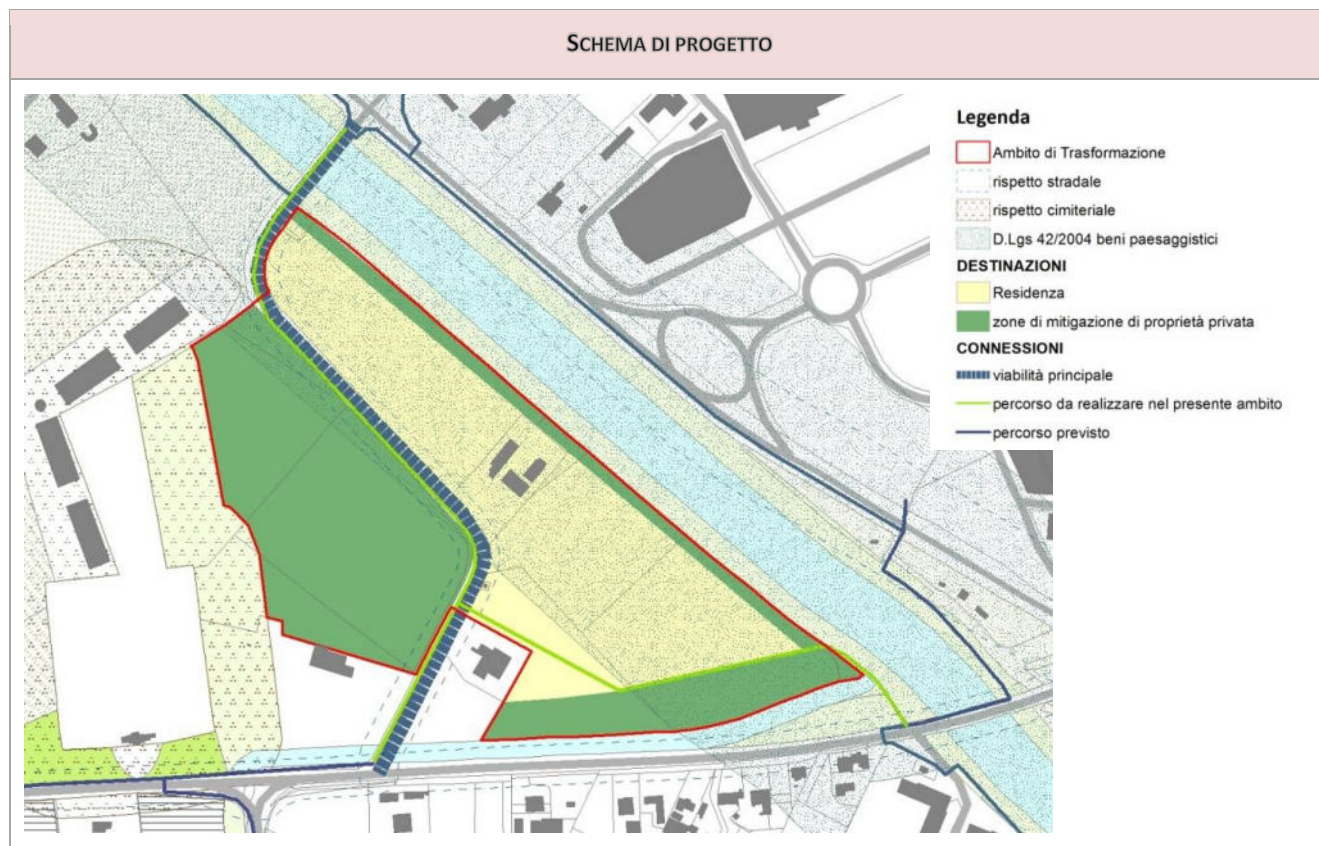 SCHEMA DI PROGETTO
Legenda
Ambito di Trasformazione
rispetto stradale
rispetto cimiteriale
D.Lgs 42/2004 beni paesaggistici
DESTINAZIONI
Residenza
zone di mitigazione di proprietà privata
CONNESSIONI
viabilità principale
percorso da realizzare nel presente ambito
percorso previsto